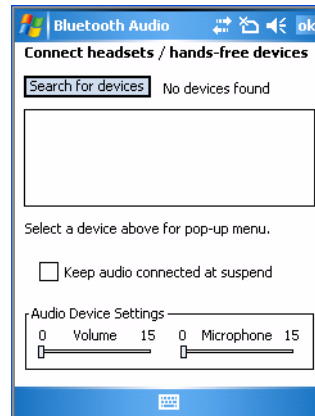 Bluetooth Audio ok
Connect headsets / hands-free devices
Search for devices No devices found
Select a device above for pop-up menu.
Keep audio connected at suspend
Audio Device Settings
0 Volume 15 0 Microphone 15